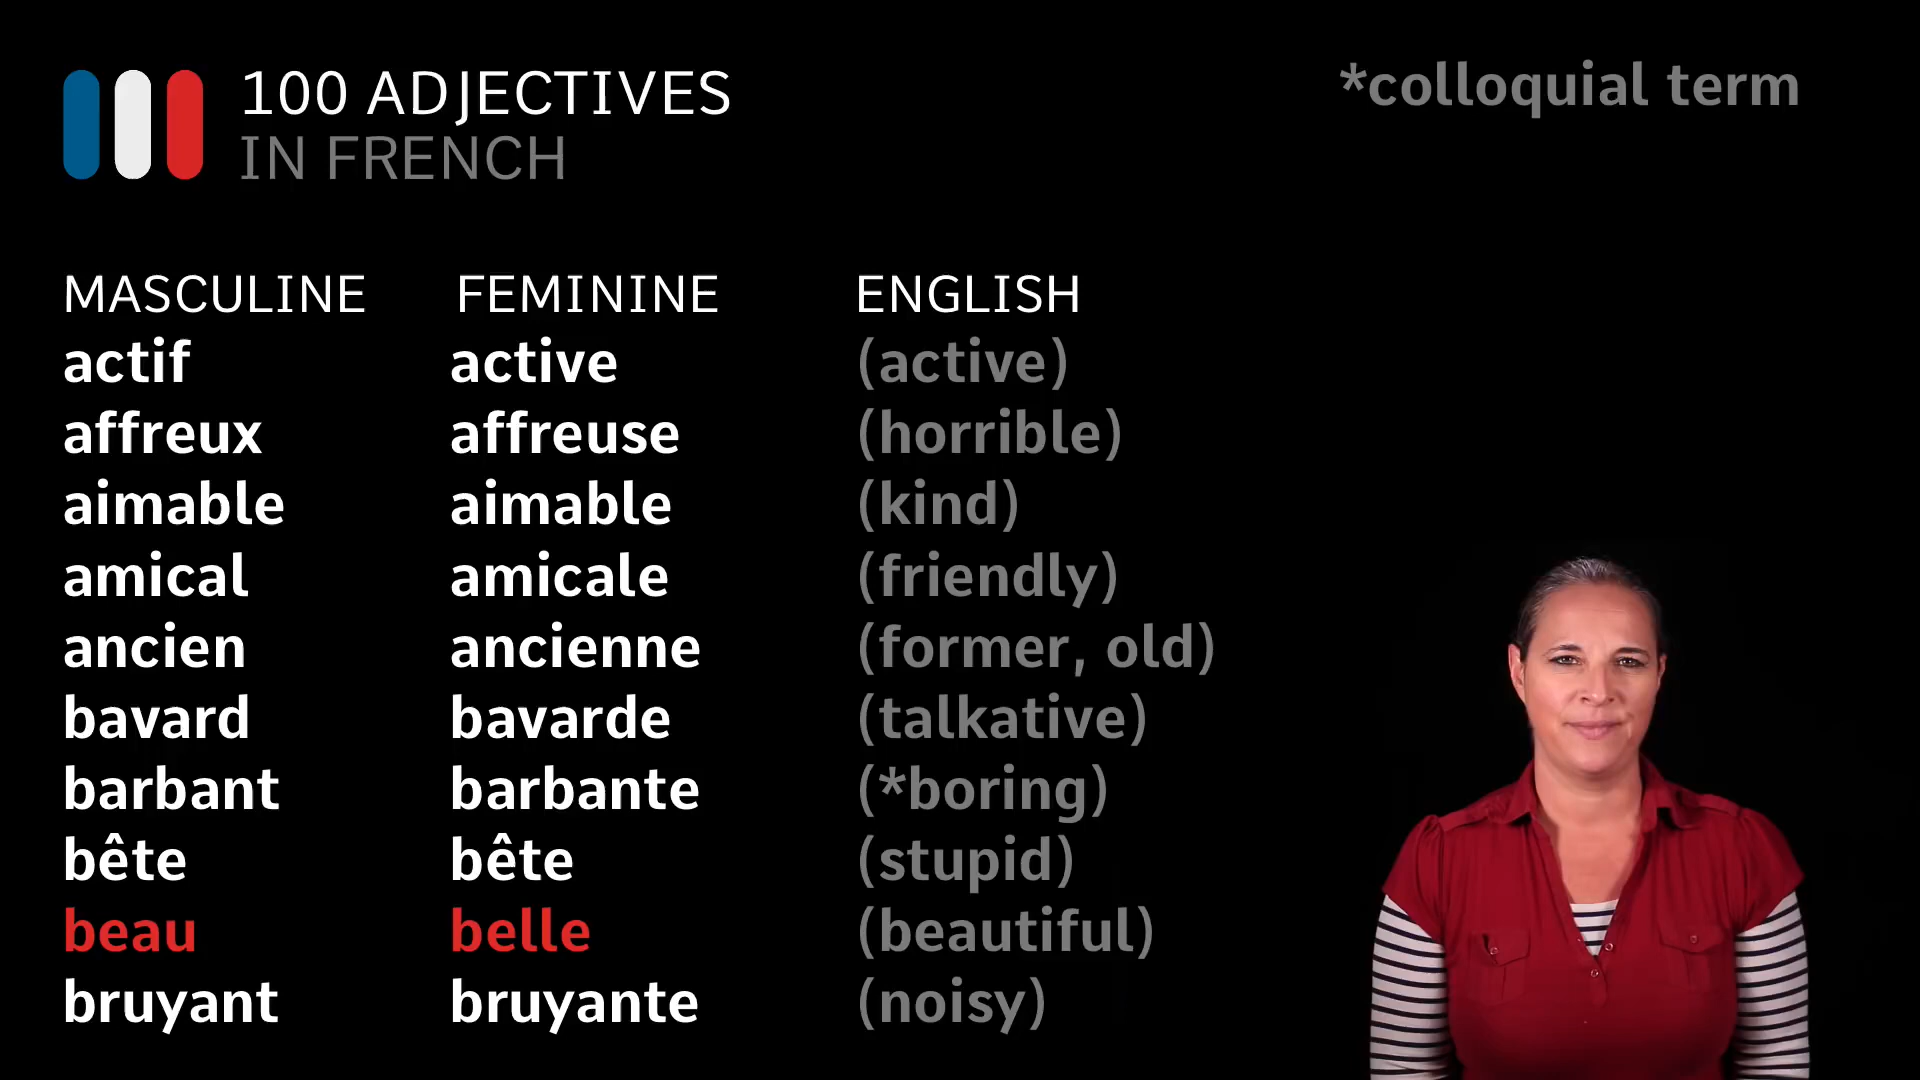 100 ADJECTIVES
IN FRENCH
*colloquial term
MASCULINE FEMININE ENGLISH
actif active (active)
affreux affreuse (horrible)
aimable aimable (kind)
amical amicale (friendly)
ancien ancienne (former, old)
bavard bavarde (talkative)
barbant barbante (*boring)
bête bête (stupid)
beau belle (beautiful)
bruyant bruyante (noisy)